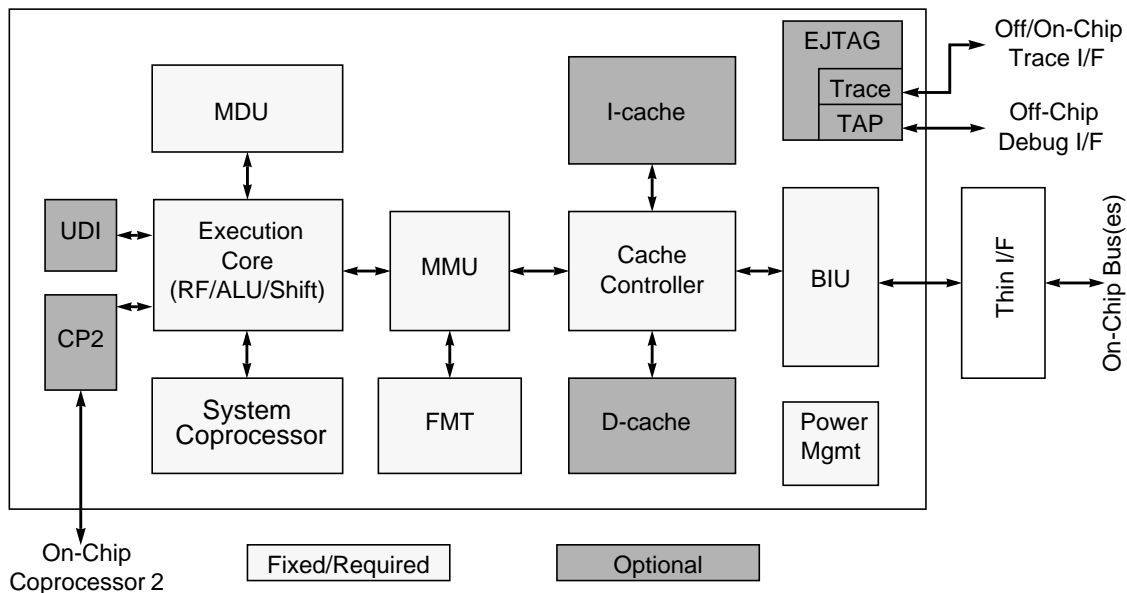 EJTAG
Off/On-Chip
Trace I/F
Trace
TAP
Off-Chip
Debug I/F
MDU
I-cache
UDI
Execution
Core
(RF/ALU/Shift)
MMU
Cache
Controller
BIU
Thin I/F
On-Chip Bus(es)
CP2
System
Coprocessor
FMT
D-cache
Power
Mgmt
On-Chip
Coprocessor 2
Fixed/Required
Optional